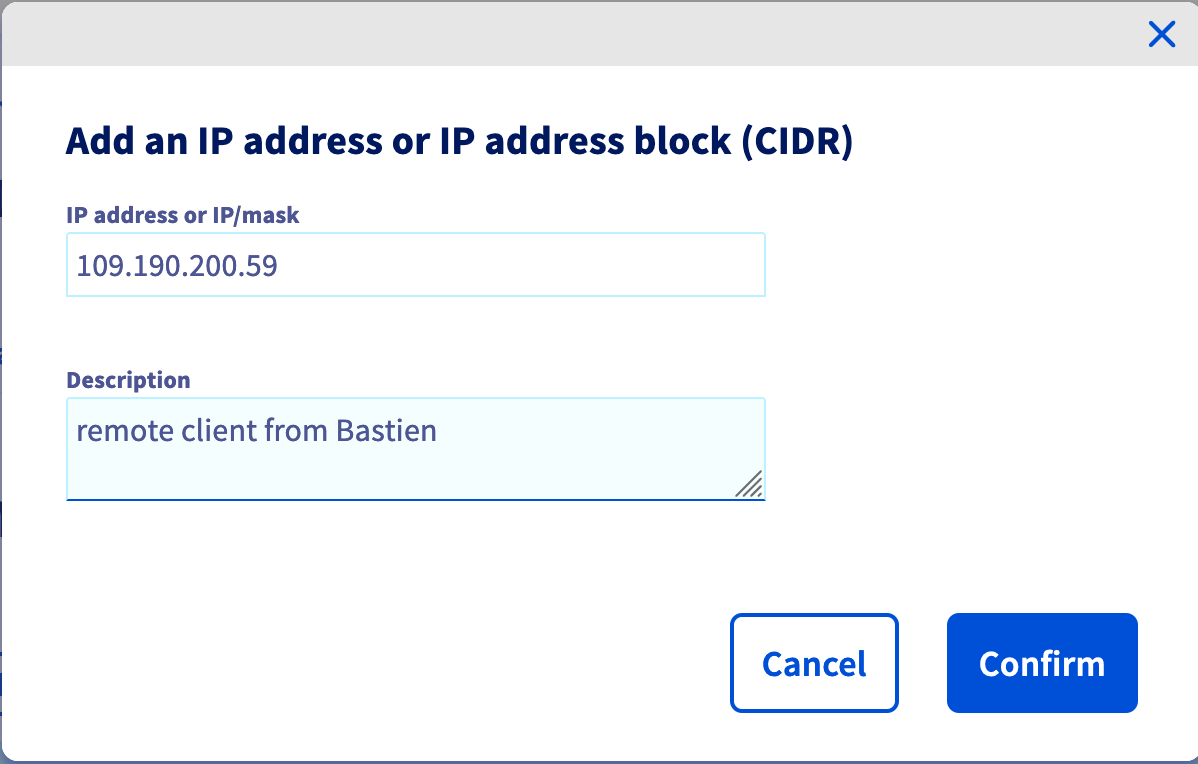 Add an IP address or IP address block (CIDR)
IP address or IP/mask
109.190.200.59
Description
remote client from Bastien
Cancel
Confirm